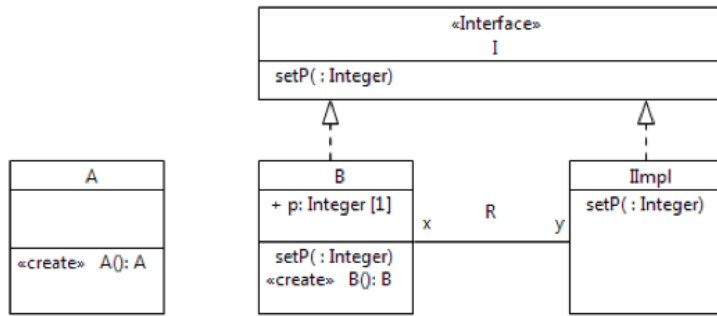 «Interface»
I
setP( : Integer)
A
«create» A(): A
B
+ p: Integer [1]
setP( : Integer)
«create» B(): B
x
R
y
IImpl
setP( : Integer)